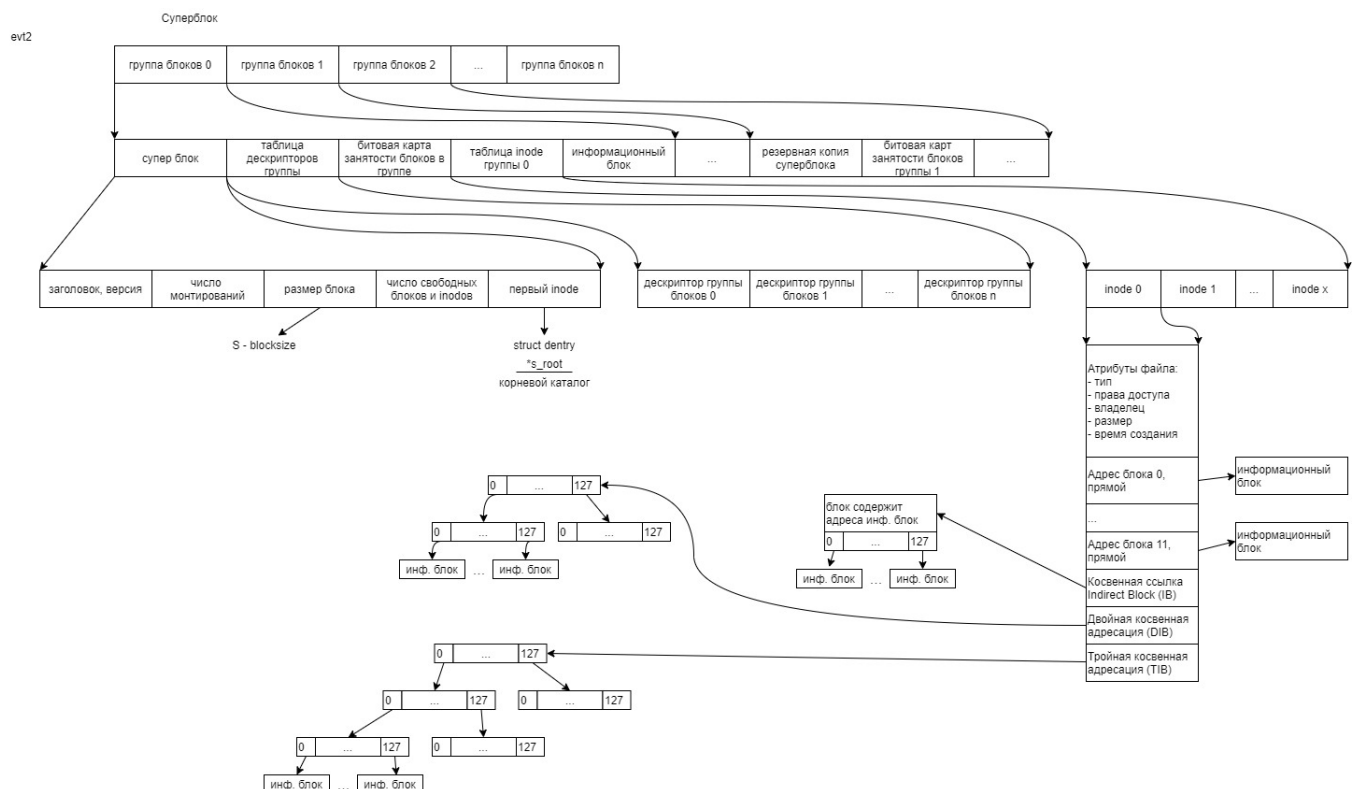 Суперблок
evt2
группа блоков 0
группа блоков 1
группа блоков 2
...
группа блоков n
супер блок
таблица
дескрипторов
группы
битовая карта
занятости блоков в
группе
таблица inode
группы 0
информационный
блок
...
резервная копия
суперблока
битовая карт
занятости блоков
группы 1
...
заголовок, версия
число
монтирований
размер блока
число свободных
блоков и inodов
первый inode
дескриптор группы
блоков 0
дескриптор группы
блоков 1
...
дескриптор группы
блоков n
inode 0
inode 1
...
inode x
S - blocksize
struct dentry
*s_root
корневой каталог
Атрибуты файла:
- тип
- права доступа
- владелец
- размер
- время создания
Адрес блока 0,
прямой
информационный
блок
...
Адрес блока 11,
прямой
информационный
блок
Косвенная ссылка
Indirect Block (IB)
Двойная косвенная
адресация (DIB)
Тройная косвенная
адресация (TIB)
блок содержит
адреса инф. блок
0 ... 127
инф. блок ... инф. блок
0 ... 127
0 ... 127
0 ... 127
инф. блок ... инф. блок
0 ... 127
0 ... 127
0 ... 127
0 ... 127
0 ... 127
инф. блок ... инф. блок